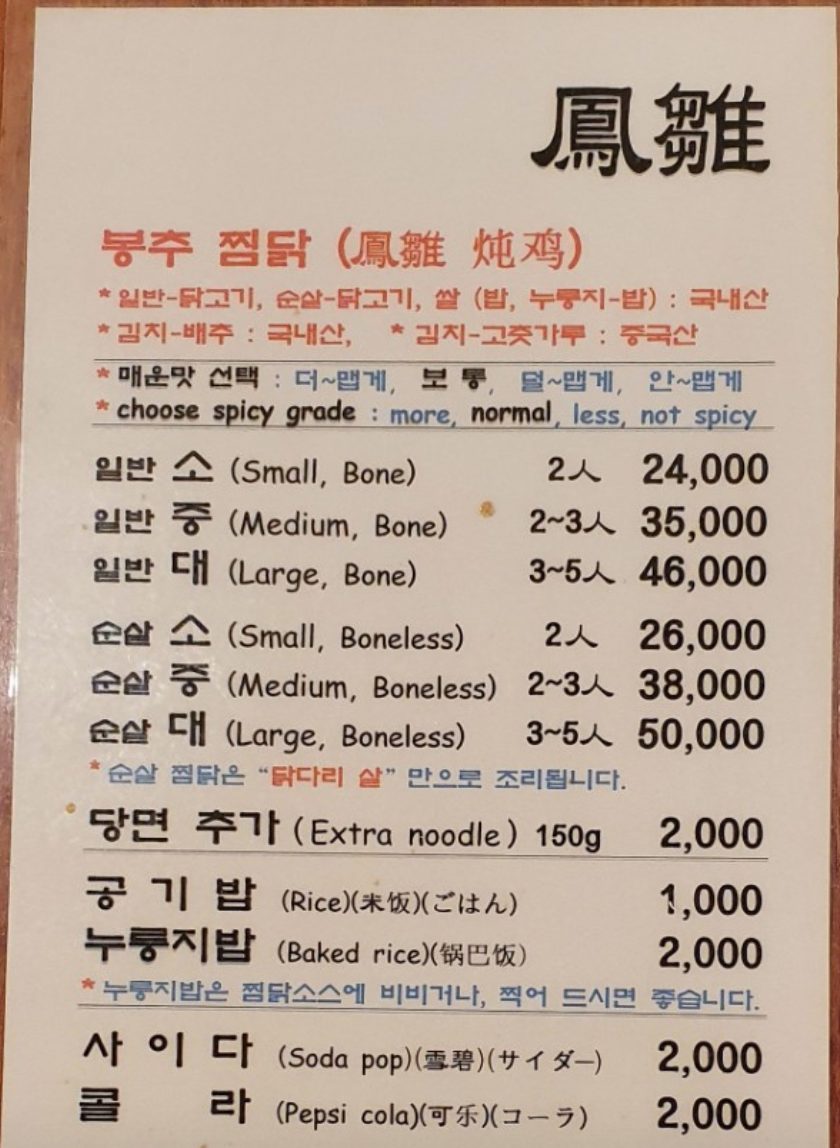 鳳雛
봉추 찜닭 (鳳雛 炖鸡)
*일반-닭고기, 순살-닭고기, 쌀 (밥, 누룽지-밥) : 국내산
*김치-배추 : 국내산, *김치-고춧가루 : 중국산
*매운맛 선택 : 더~맵게, 보통, 덜~맵게, 안~맵게
*choose spicy grade : more, normal, less, not spicy
일반 소 (Small, Bone) 2人 24,000
일반 중 (Medium, Bone) 2~3人 35,000
일반 대 (Large, Bone) 3~5人 46,000
순살 소 (Small, Boneless) 2人 26,000
순살 중 (Medium, Boneless) 2~3人 38,000
순살 대 (Large, Boneless) 3~5人 50,000
*순살 찜닭은 “닭다리 살” 만으로 조리됩니다.
당면 추가 (Extra noodle) 150g 2,000
공기밥 (Rice)(米饭)(ごはん) 1,000
누룽지밥 (Baked rice)(锅巴饭) 2,000
*누룽지밥은 찜닭소스에 비비거나, 찍어 드시면 좋습니다.
사이다 (Soda pop)(雪碧)(サイダー) 2,000
콜라 (Pepsi cola)(可乐)(コーラ) 2,000